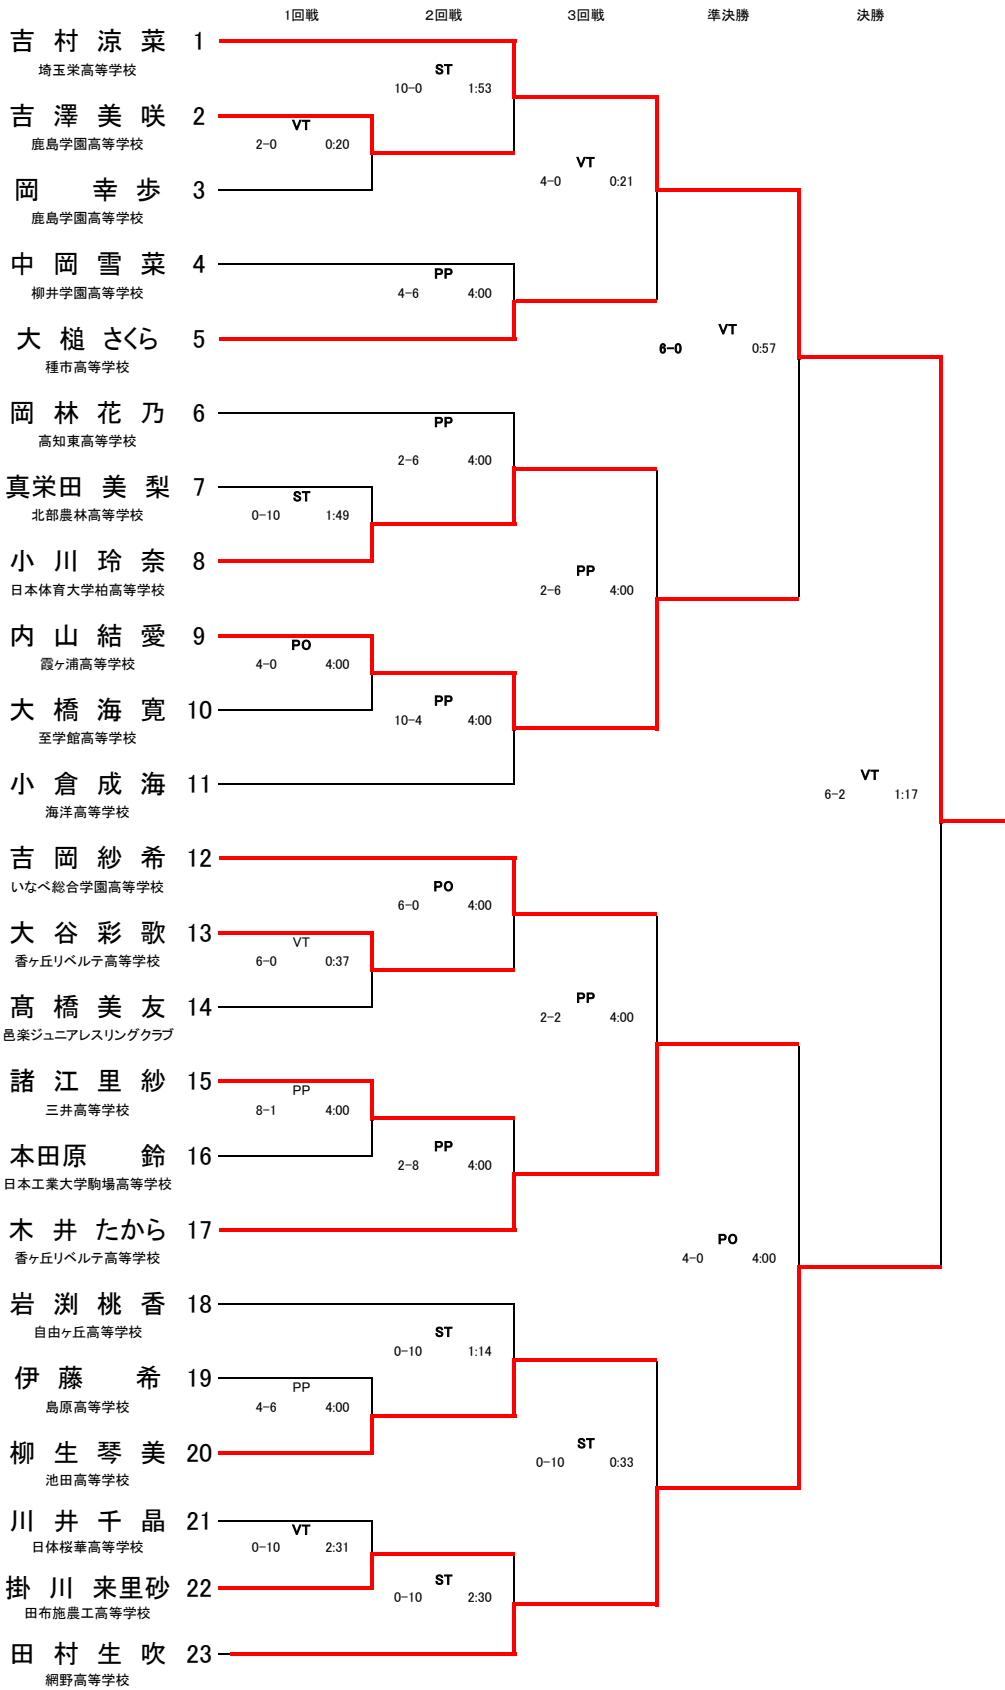 1回戦 2回戦 3回戦 準決勝 決勝
吉村涼菜 1
埼玉栄高等学校
ST
10-0 1:53
吉澤美咲 2
鹿島学園高等学校
VT
2-0 0:20
岡幸歩 3
鹿島学園高等学校
VT
4-0 0:21
中岡雪菜 4
柳井学園高等学校
PP
4-6 4:00
大槌さくら 5
種市高等学校
VT
6-0 0:57
岡林花乃 6
高知東高等学校
PP
2-6 4:00
真栄田美梨 7
北部農林高等学校
ST
0-10 1:49
小川玲奈 8
日本体育大学柏高等学校
PP
2-6 4:00
内山結愛 9
霞ヶ浦高等学校
PO
4-0 4:00
大橋海寛 10
至学館高等学校
PP
10-4 4:00
小倉成海 11
海洋高等学校
VT
6-2 1:17
吉岡紗希 12
いなべ総合学園高等学校
PO
6-0 4:00
大谷彩歌 13
香ヶ丘リベルテ高等学校
VT
6-0 0:37
髙橋美友 14
邑楽ジュニアレスリングクラブ
PP
2-2 4:00
諸江里紗 15
三井高等学校
PP
8-1 4:00
本田原鈴 16
日本工業大学駒場高等学校
PP
2-8 4:00
木井たから 17
香ヶ丘リベルテ高等学校
PO
4-0 4:00
岩渕桃香 18
自由ヶ丘高等学校
ST
0-10 1:14
伊藤希 19
島原高等学校
PP
4-6 4:00
柳生琴美 20
池田高等学校
ST
0-10 0:33
川井千晶 21
日体桜華高等学校
VT
0-10 2:31
掛川来里砂 22
田布施農工高等学校
ST
0-10 2:30
田村生吹 23
網野高等学校